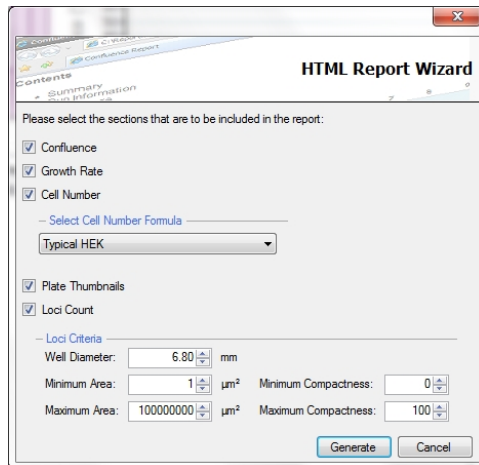 Confluence Report
Contents
Summary
Run Information
HTML Report Wizard
Please select the sections that are to be included in the report:
Confluence
Growth Rate
Cell Number
Select Cell Number Formula
Typical HEK
Plate Thumbnails
Loci Count
Loci Criteria
Well Diameter: 6.80 mm
Minimum Area: 1 µm² Minimum Compactness: 0
Maximum Area: 100000000 µm² Maximum Compactness: 100
Generate Cancel